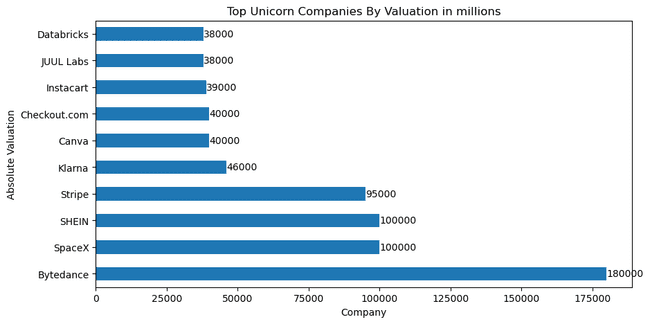 Top Unicorn Companies By Valuation in millions
Absolute Valuation
Databricks 38000
JUUL Labs 38000
Instacart 39000
Checkout.com 40000
Canva 40000
Klarna 46000
Stripe 95000
SHEIN 100000
SpaceX 100000
Bytedance 180000
0 25000 50000 75000 100000 125000 150000 175000
Company